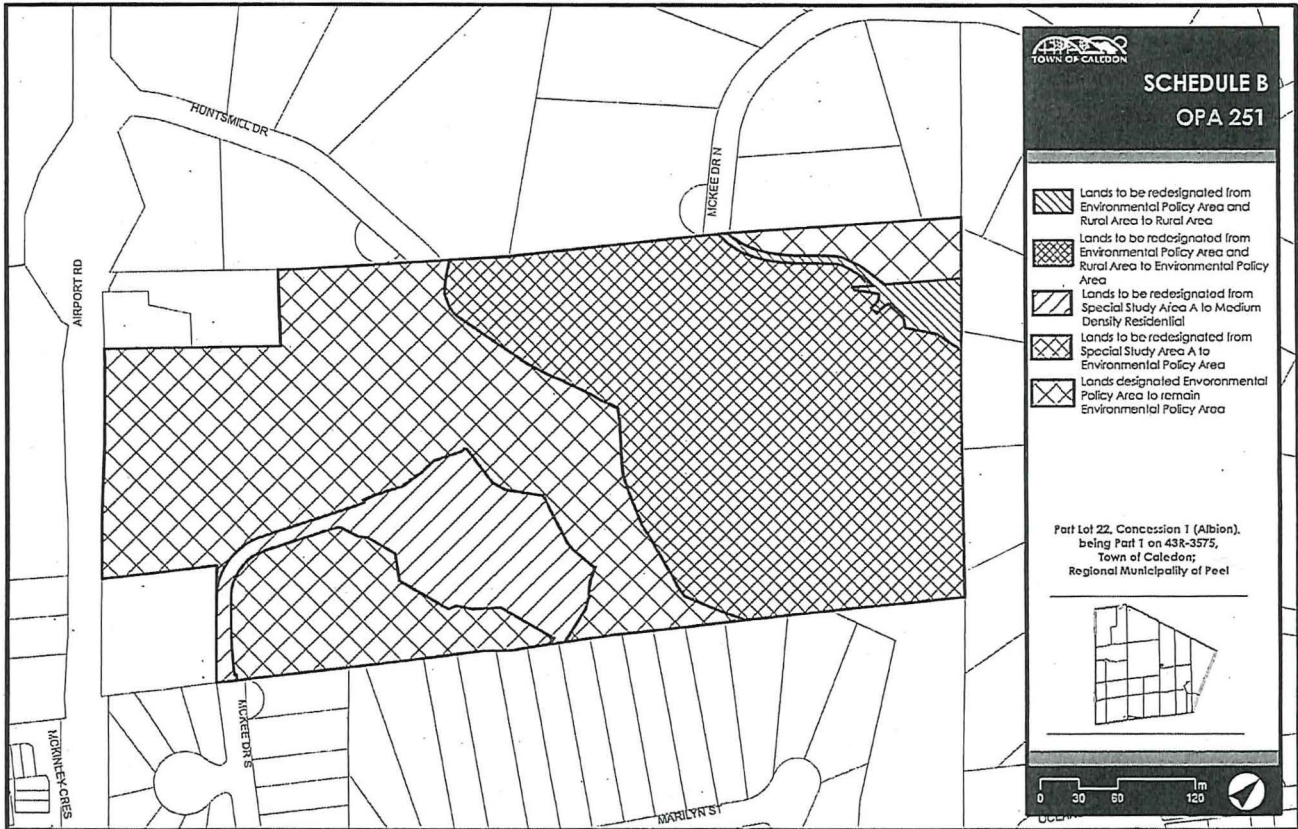 HUNTSMILL DR
MCKEE DR N
AIRPORT RD
MCKEE DR S
MCKINLEY CRES
MARILYN ST
TOWN OF CALEDON
SCHEDULE B
OPA 251
Lands to be redesignated from
Environmental Policy Area and
Rural Area to Rural Area
Lands to be redesignated from
Environmental Policy Area and
Rural Area to Environmental Policy
Area
Lands to be redesignated from
Special Study Area A to Medium
Density Residential
Lands to be redesignated from
Special Study Area A to
Environmental Policy Area
Lands designated Envoronmental
Policy Area to remain
Environmental Policy Area
Part Lot 22, Concession 1 (Albion),
being Part 1 on 43R-3575,
Town of Caledon;
Regional Municipality of Peel
0 30 60 120
m